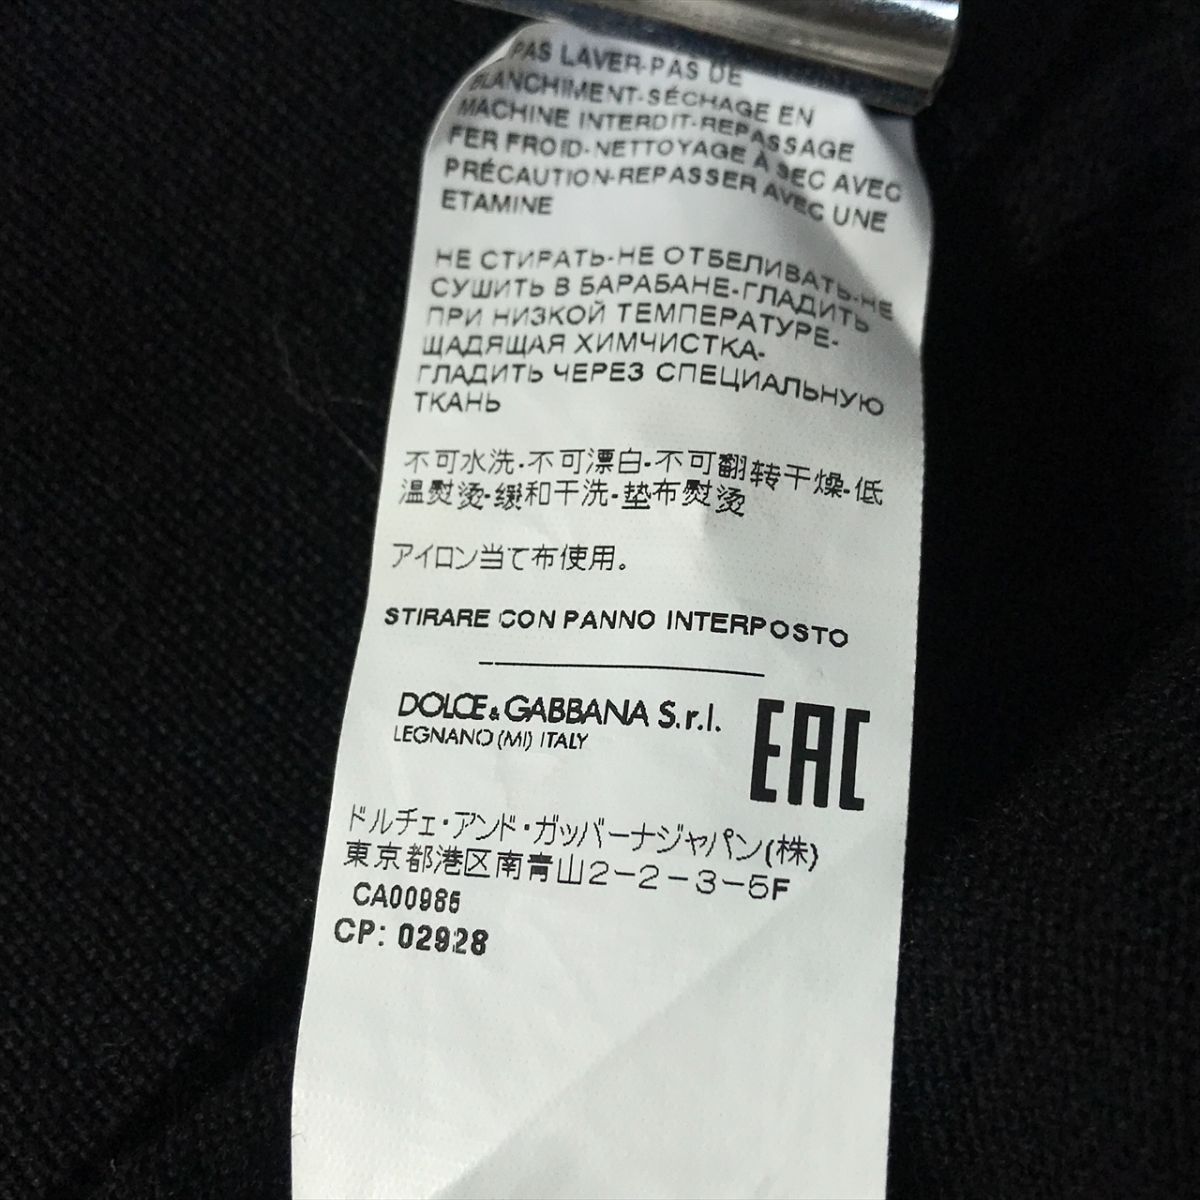 PAS LAVER-PAS DE
BLANCHIMENT-SÉCHAGE EN
MACHINE INTERDIT-REPASSAGE
FER FROID-NETTOYAGE À SEC AVEC
PRÉCAUTION-REPASSER AVEC UNE
ETAMINE
НЕ СТИРАТЬ-НЕ ОТБЕЛИВАТЬ-НЕ
СУШИТЬ В БАРАБАНЕ-ГЛАДИТЬ
ПРИ НИЗКОЙ ТЕМПЕРАТУРЕ-
ЩАДЯЩАЯ ХИМЧИСТКА-
ГЛАДИТЬ ЧЕРЕЗ СПЕЦИАЛЬНУЮ
ТКАНЬ
不可水洗-不可漂白-不可翻转干燥-低
温熨烫-缓和干洗-垫布熨烫
アイロン当て布使用。
STIRARE CON PANNO INTERPOSTO
DOLCE & GABBANA S.r.l.
LEGNANO (MI) ITALY
EAC
ドルチェ・アンド・ガッバーナジャパン(株)
東京都港区南青山2-2-3-5F
CA00985
CP: 02928